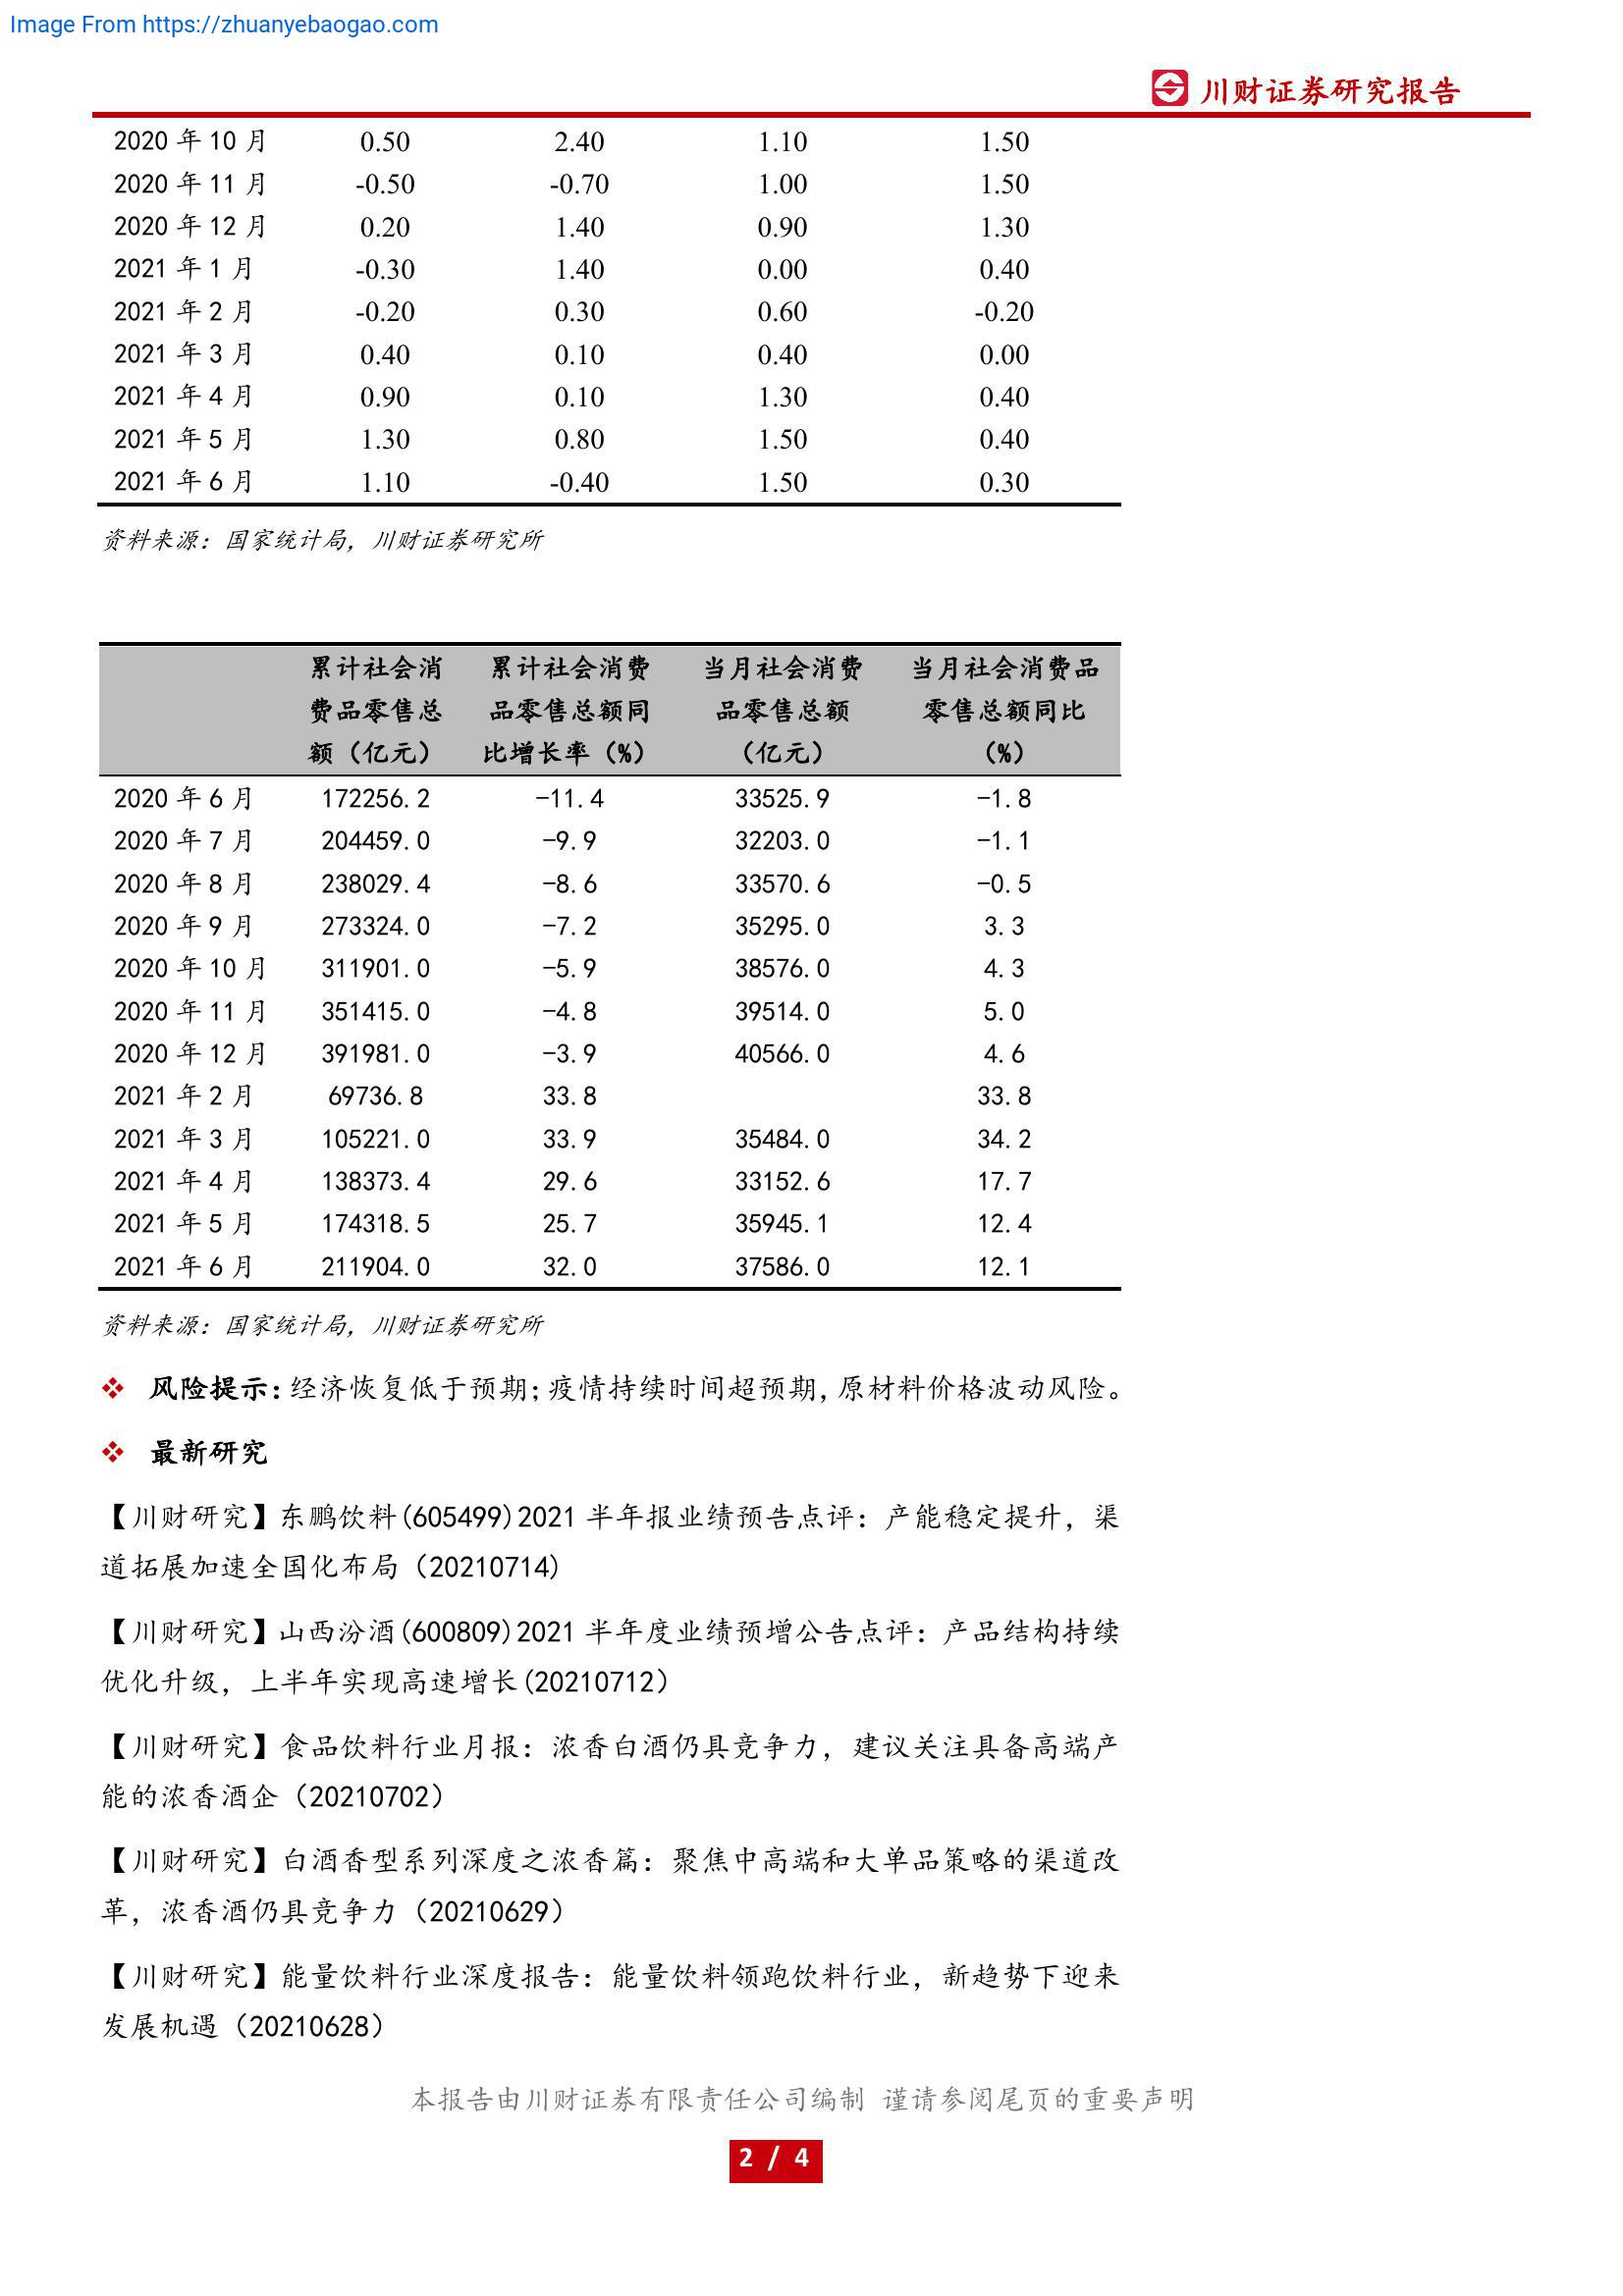 Image From https://zhuanyebaogao.com
川财证券研究报告
2020 年 10 月 0.50 2.40 1.10 1.50
2020 年 11 月 -0.50 -0.70 1.00 1.50
2020 年 12 月 0.20 1.40 0.90 1.30
2021 年 1 月 -0.30 1.40 0.00 0.40
2021 年 2 月 -0.20 0.30 0.60 -0.20
2021 年 3 月 0.40 0.10 0.40 0.00
2021 年 4 月 0.90 0.10 1.30 0.40
2021 年 5 月 1.30 0.80 1.50 0.40
2021 年 6 月 1.10 -0.40 1.50 0.30
资料来源：国家统计局，川财证券研究所
累计社会消 累计社会消费 当月社会消费 当月社会消费品
费品零售总 品零售总额同 品零售总额 零售总额同比
额（亿元） 比增长率（%） （亿元） （%）
2020 年 6 月 172256.2 -11.4 33525.9 -1.8
2020 年 7 月 204459.0 -9.9 32203.0 -1.1
2020 年 8 月 238029.4 -8.6 33570.6 -0.5
2020 年 9 月 273324.0 -7.2 35295.0 3.3
2020 年 10 月 311901.0 -5.9 38576.0 4.3
2020 年 11 月 351415.0 -4.8 39514.0 5.0
2020 年 12 月 391981.0 -3.9 40566.0 4.6
2021 年 2 月 69736.8 33.8 33.8
2021 年 3 月 105221.0 33.9 35484.0 34.2
2021 年 4 月 138373.4 29.6 33152.6 17.7
2021 年 5 月 174318.5 25.7 35945.1 12.4
2021 年 6 月 211904.0 32.0 37586.0 12.1
资料来源：国家统计局，川财证券研究所
❖ 风险提示：经济恢复低于预期；疫情持续时间超预期，原材料价格波动风险。
❖ 最新研究
【川财研究】东鹏饮料(605499)2021 半年报业绩预告点评：产能稳定提升，渠
道拓展加速全国化布局（20210714)
【川财研究】山西汾酒(600809)2021 半年度业绩预增公告点评：产品结构持续
优化升级，上半年实现高速增长(20210712）
【川财研究】食品饮料行业月报：浓香白酒仍具竞争力，建议关注具备高端产
能的浓香酒企（20210702）
【川财研究】白酒香型系列深度之浓香篇：聚焦中高端和大单品策略的渠道改
革，浓香酒仍具竞争力（20210629）
【川财研究】能量饮料行业深度报告：能量饮料领跑饮料行业，新趋势下迎来
发展机遇（20210628）
本报告由川财证券有限责任公司编制 谨请参阅尾页的重要声明
2 / 4